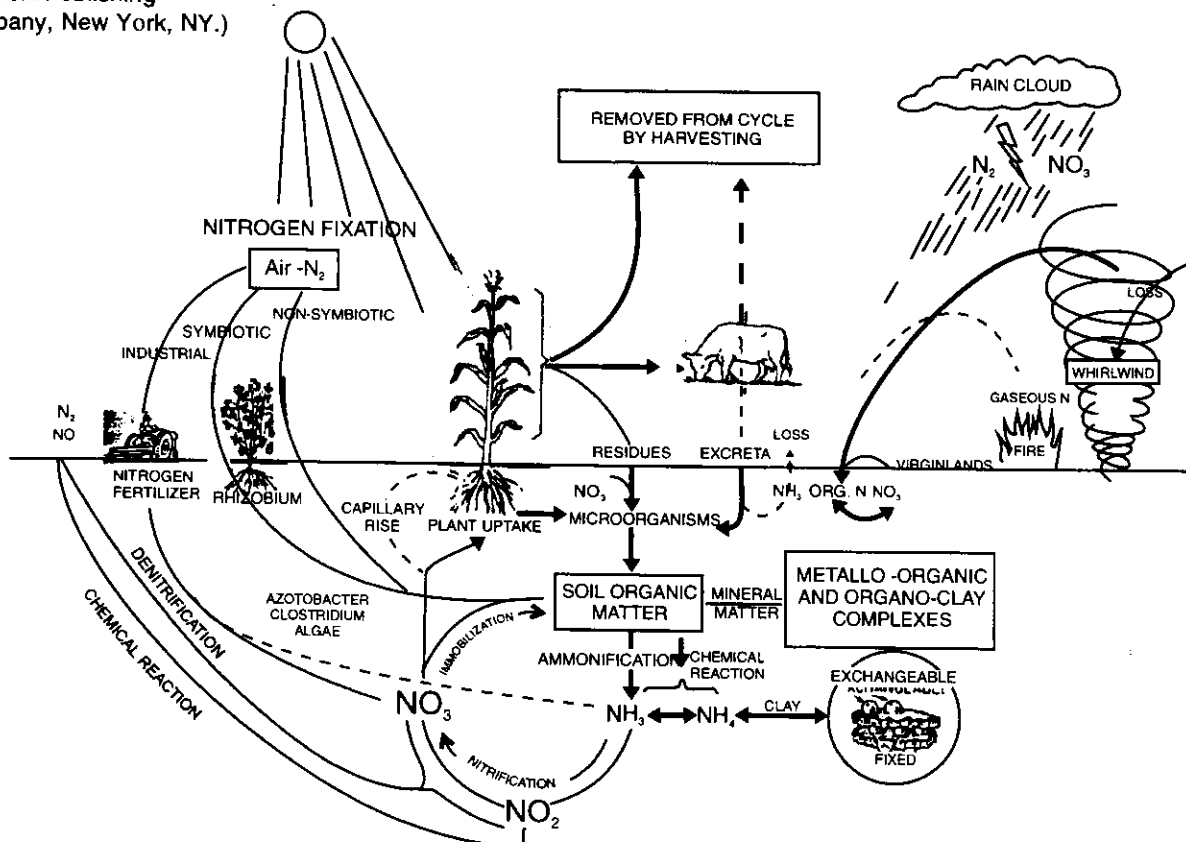 pany, New York, NY.)
RAIN CLOUD
N₂
NO₃
REMOVED FROM CYCLE
BY HARVESTING
NITROGEN FIXATION
Air -N₂
NON-SYMBIOTIC
SYMBIOTIC
INDUSTRIAL
LOSS
WHIRLWIND
GASEOUS N
FIRE
N₂
NO
NITROGEN
FERTILIZER
RHIZOBIUM
RESIDUES
EXCRETA
LOSS
VIRGINLANDS
NH₃
ORG. N
NO₃
CAPILLARY
RISE
PLANT UPTAKE
NO₃
MICROORGANISMS
DENITRIFICATION
CHEMICAL REACTION
AZOTOBACTER
CLOSTRIDIUM
ALGAE
IMMOBILIZATION
SOIL ORGANIC
MATTER
MINERAL
MATTER
METALLO -ORGANIC
AND ORGANO-CLAY
COMPLEXES
AMMONIFICATION
CHEMICAL
REACTION
EXCHANGEABLE
NO₃
NH₃
NH₄
CLAY
FIXED
NITRIFICATION
NO₂